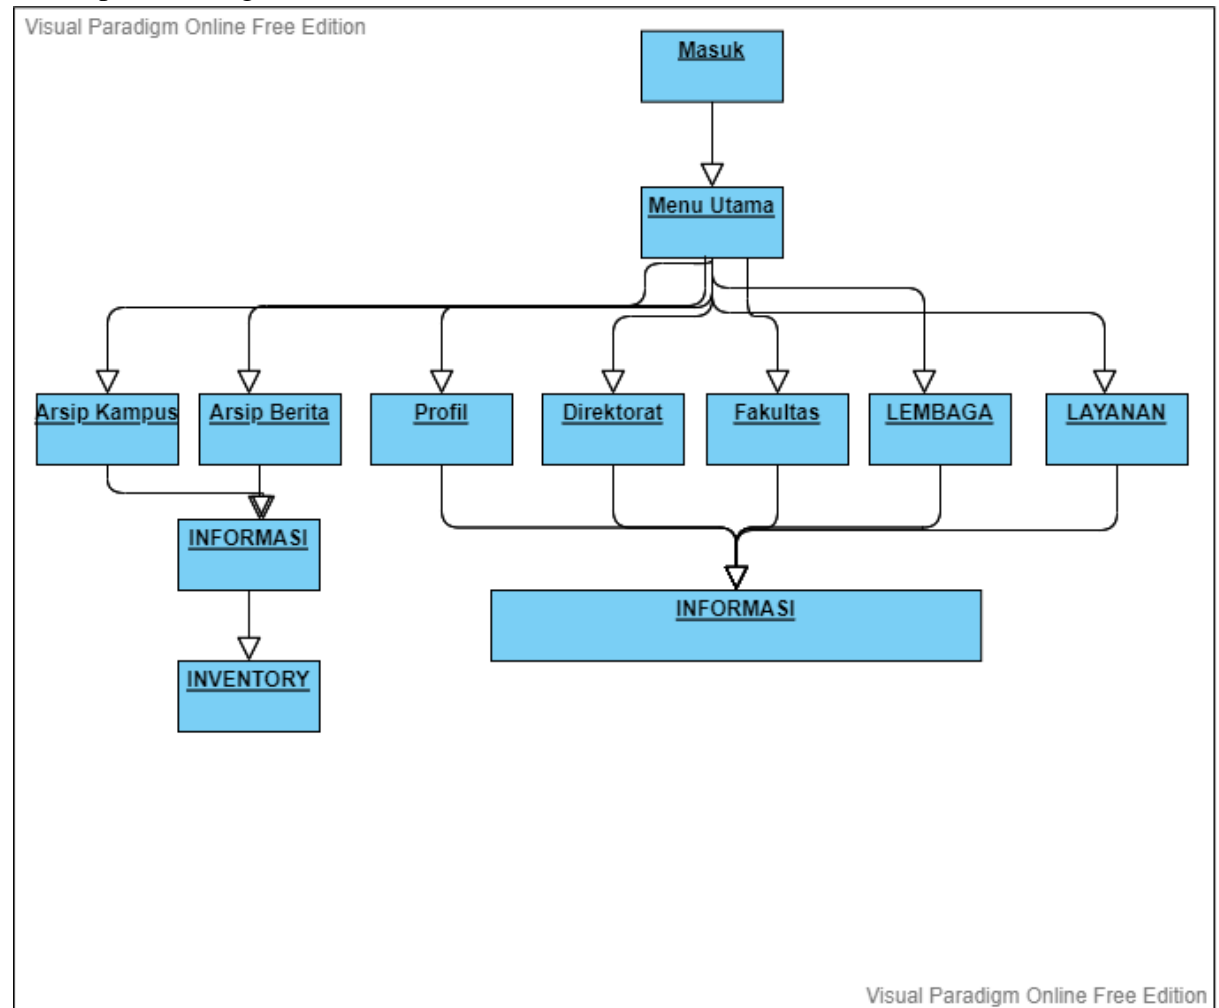 Visual Paradigm Online Free Edition
Masuk
Menu Utama
Arsip Kampus
Arsip Berita
Profil
Direktorat
Fakultas
LEMBAGA
LAYANAN
INFORMASI
INFORMASI
INVENTORY
Visual Paradigm Online Free Edition